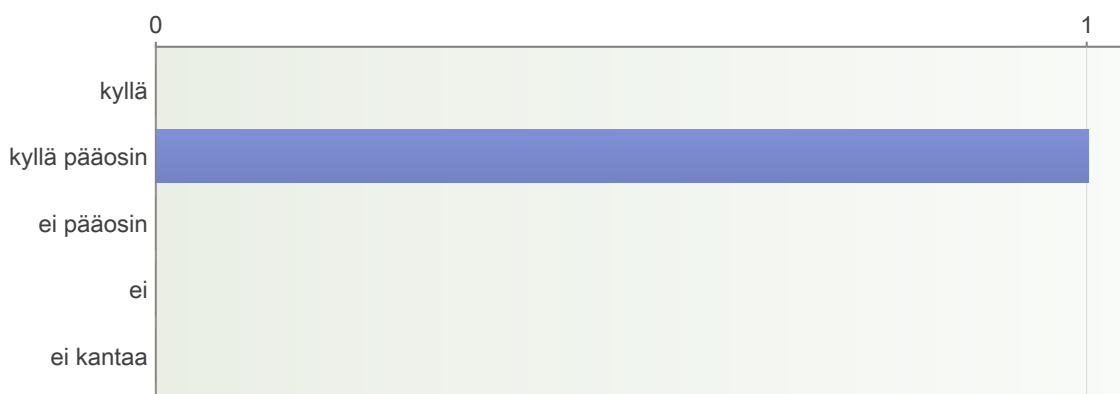 0 1
kyllä
kyllä pääosin
ei pääosin
ei
ei kantaa